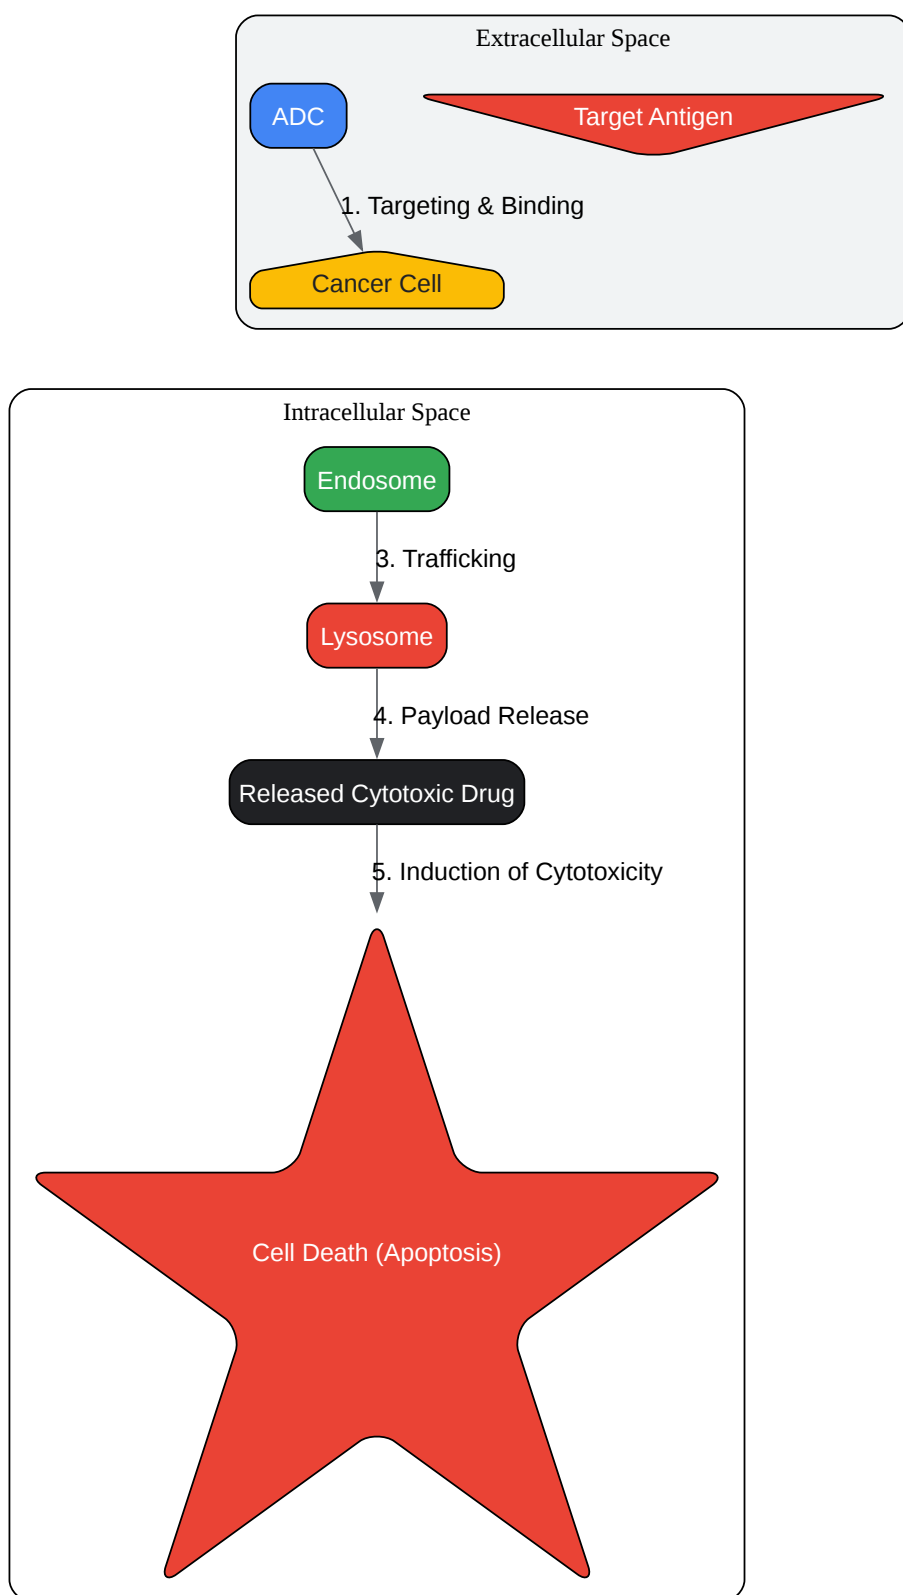 Extracellular Space
ADC
Target Antigen
1. Targeting & Binding
Cancer Cell
Intracellular Space
Endosome
3. Trafficking
Lysosome
4. Payload Release
Released Cytotoxic Drug
5. Induction of Cytotoxicity
Cell Death (Apoptosis)